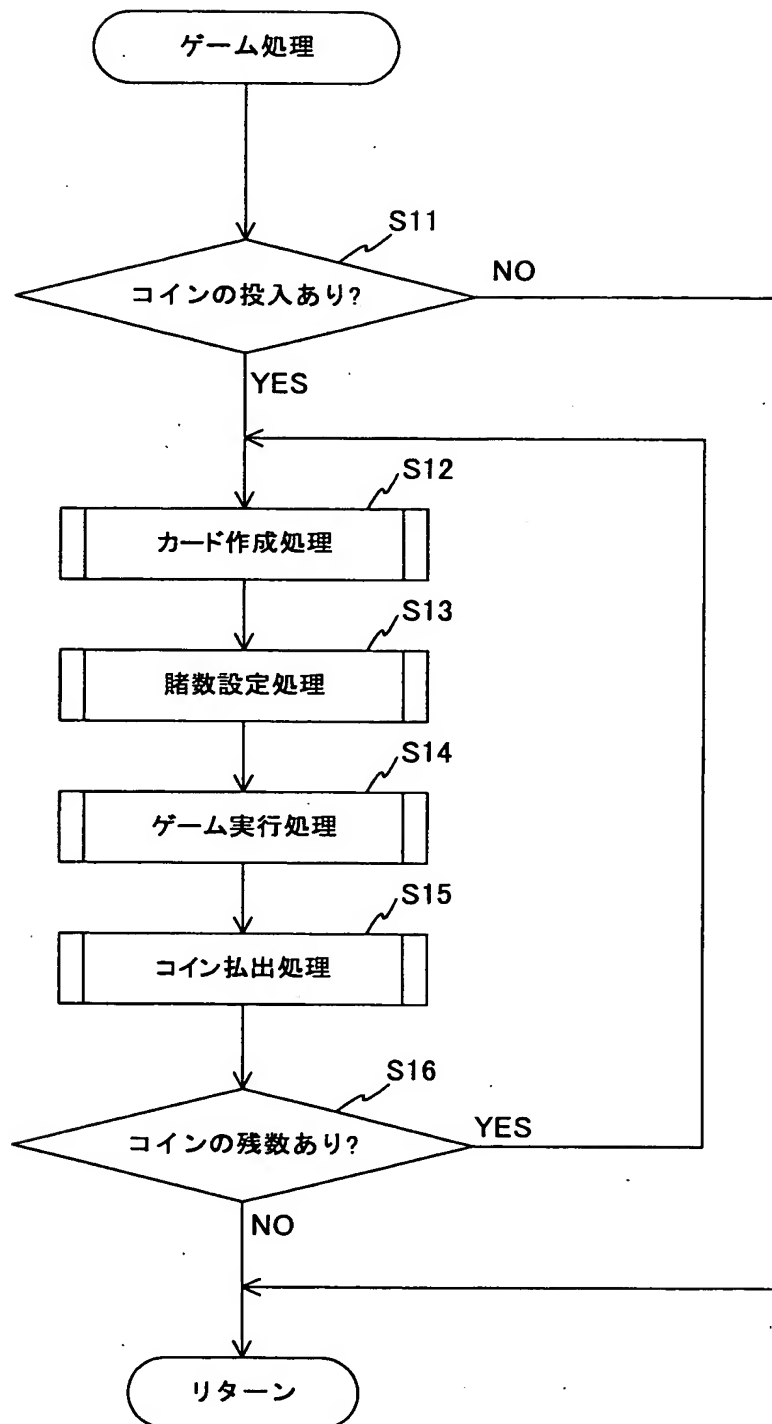 ゲーム処理
S11
コインの投入あり?
NO
YES
S12
カード作成処理
S13
賭数設定処理
S14
ゲーム実行処理
S15
コイン払出処理
S16
コインの残数あり?
YES
NO
リターン